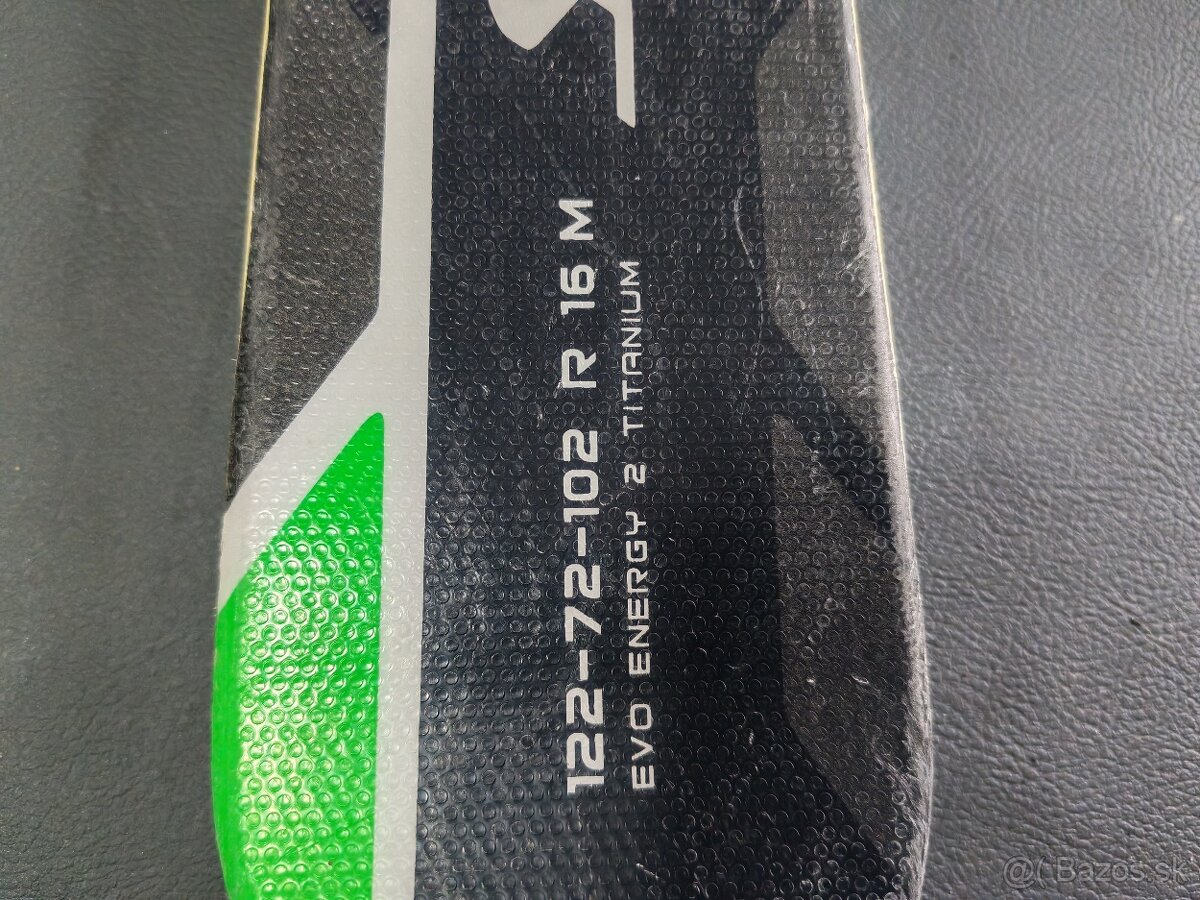 122-72-102 R 16 M
EVO ENERGY 2 TITANIUM
@( Bazos.sk